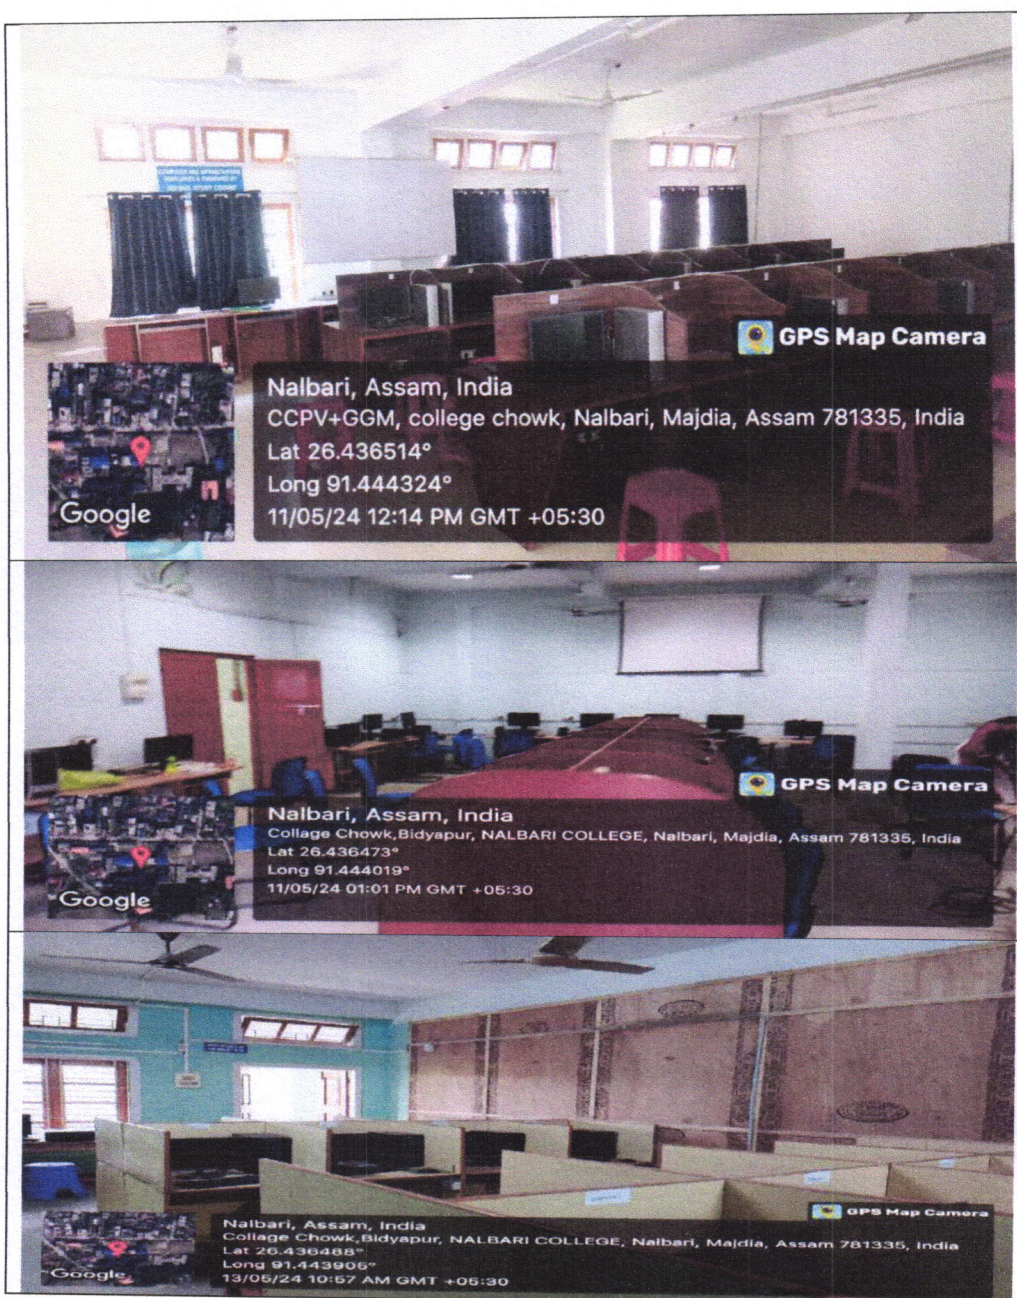 COMPUTER AND INFRASTRUCTURE
GPS Map Camera
Nalbari, Assam, India
CCPV+GGM, college chowk, Nalbari, Majdia, Assam 781335, India
Lat 26.436514°
Long 91.444324°
11/05/24 12:14 PM GMT +05:30
Google
GPS Map Camera
Nalbari, Assam, India
Collage Chowk,Bidyapur, NALBARI COLLEGE, Nalbari, Majdia, Assam 781335, India
Lat 26.436473°
Long 91.444019°
11/05/24 01:01 PM GMT +05:30
Google
GPS Map Camera
Nalbari, Assam, India
Collage Chowk,Bidyapur, NALBARI COLLEGE, Nalbari, Majdia, Assam 781335, India
Lat 26.436488°
Long 91.443905°
13/05/24 10:57 AM GMT +05:30
Google